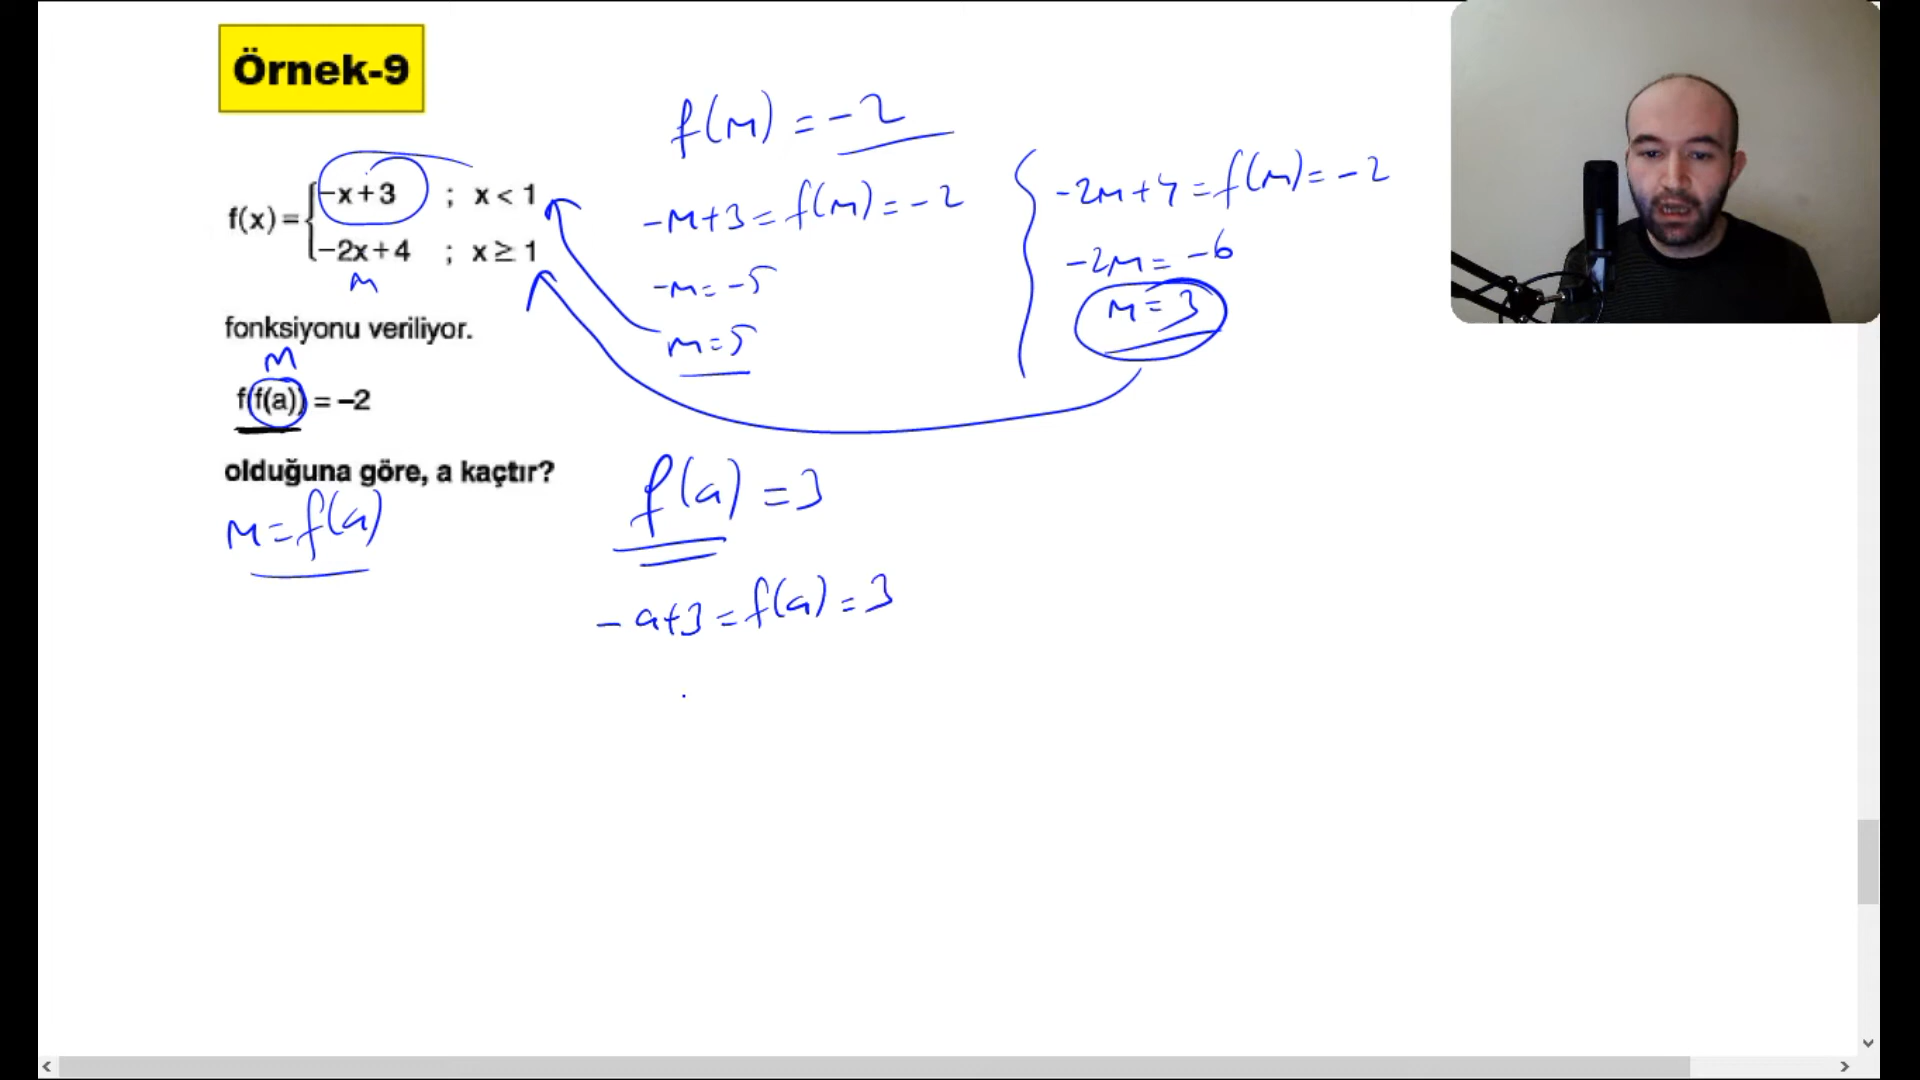 Örnek-9
f(x) = { -x+3 ; x < 1
-2x+4 ; x ≥ 1
m
fonksiyonu veriliyor.
m
f(f(a)) = –2
olduğuna göre, a kaçtır?
m=f(a)
f(m) = -2
-m+3 = f(m) = -2
-m = -5
m=5
-2m+4 = f(m) = -2
-2m = -6
m=3
f(a) = 3
-a+3 = f(a) = 3